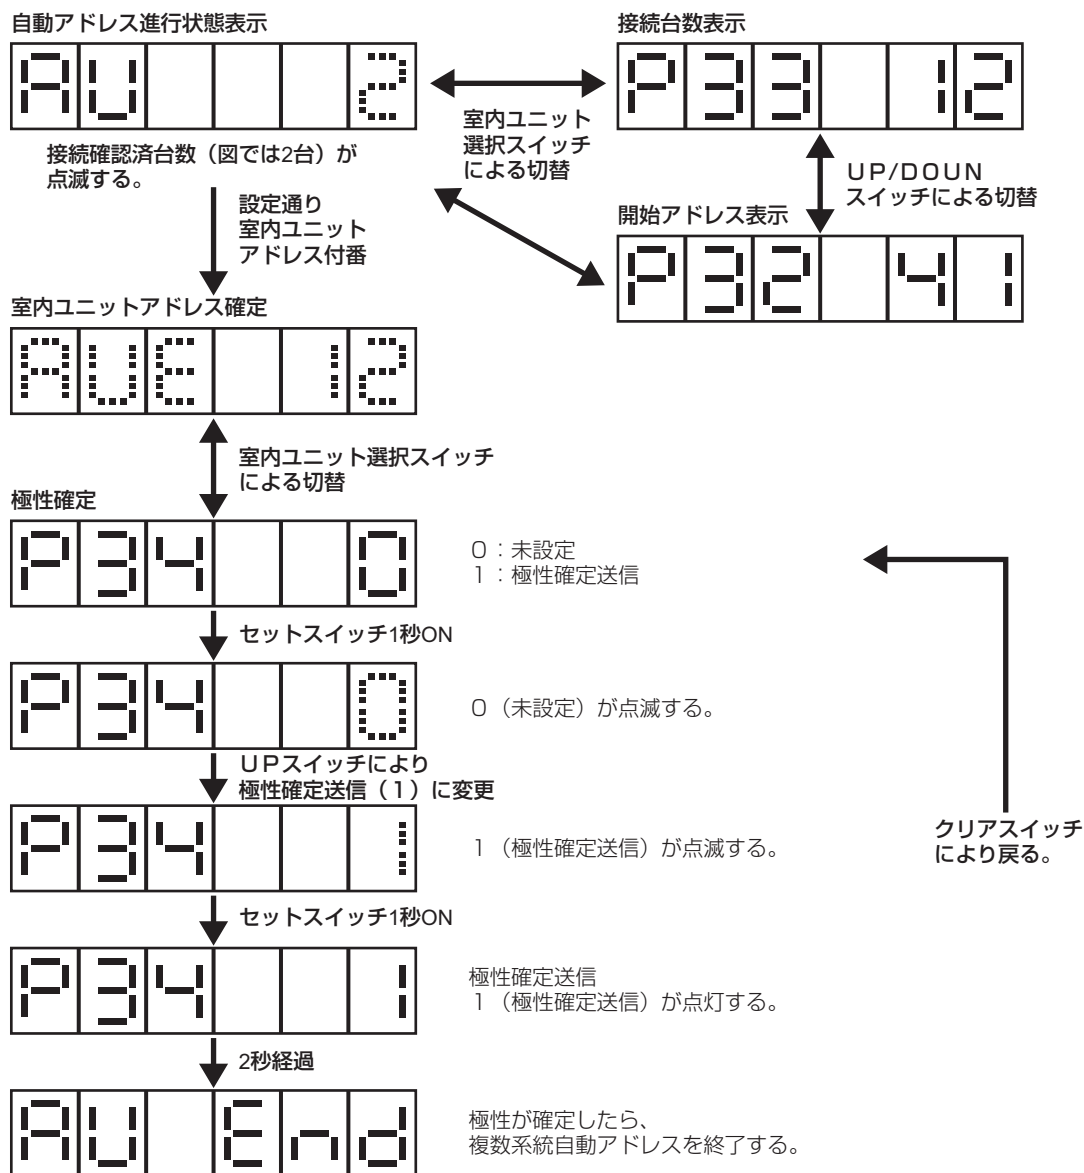 自動アドレス進行状態表示
AU 2
接続確認済台数（図では2台）が
点滅する。
室内ユニット
選択スイッチ
による切替
接続台数表示
P33 12
UP/DOUN
スイッチによる切替
開始アドレス表示
P32 41
設定通り
室内ユニット
アドレス付番
室内ユニットアドレス確定
AUE 12
室内ユニット選択スイッチ
による切替
極性確定
P34 0
0：未設定
1：極性確定送信
セットスイッチ1秒ON
P34 0
0（未設定）が点滅する。
UPスイッチにより
極性確定送信（1）に変更
P34 1
1（極性確定送信）が点滅する。
クリアスイッチ
により戻る。
セットスイッチ1秒ON
P34 1
極性確定送信
1（極性確定送信）が点灯する。
2秒経過
AU End
極性が確定したら、
複数系統自動アドレスを終了する。